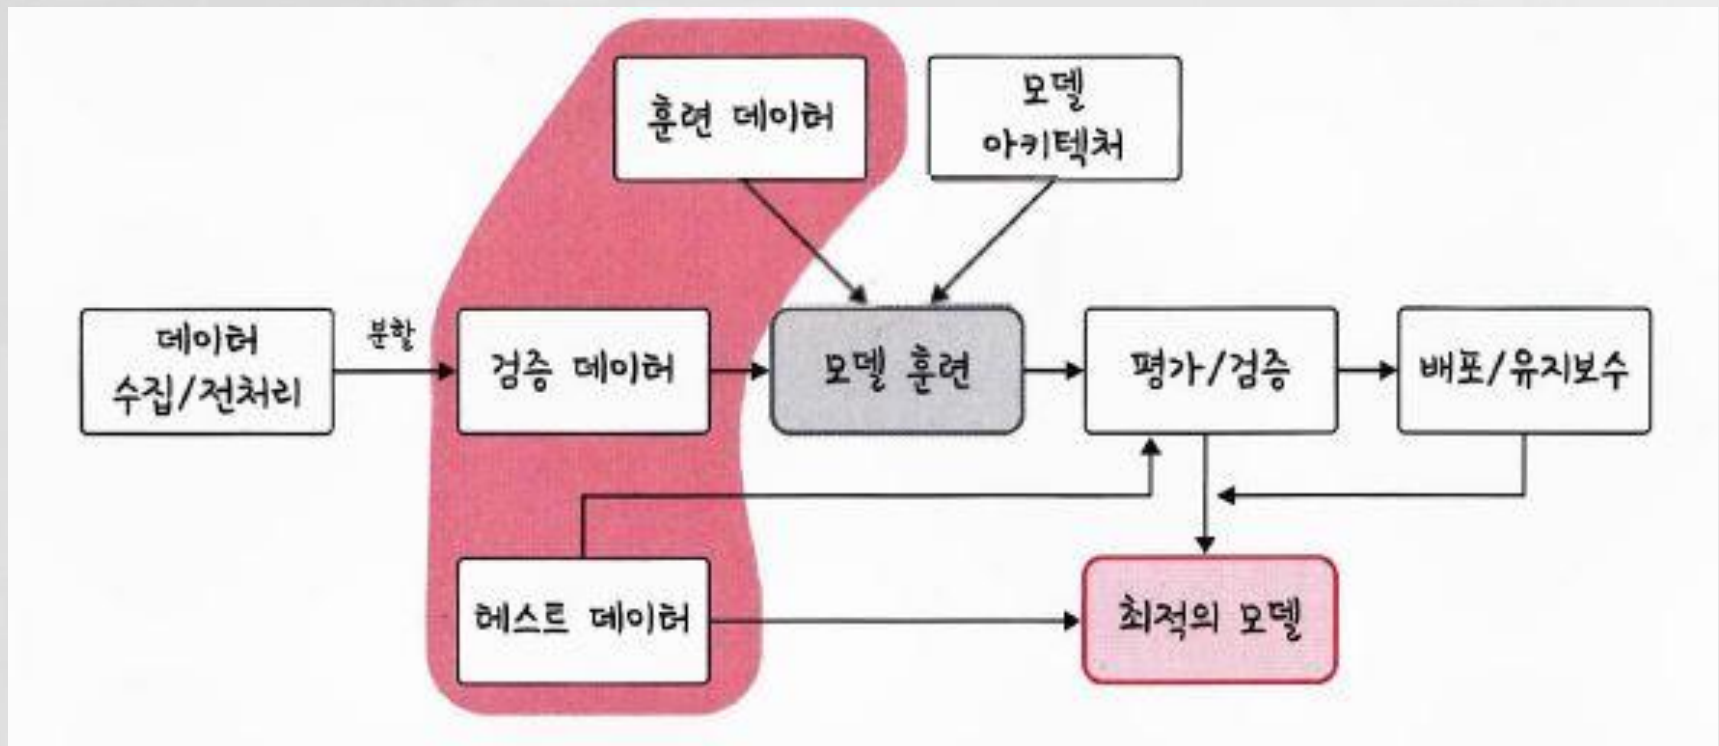 훈련 데이터
모델
아키텍처
데이터
수집/전처리
분할
검증 데이터
모델 훈련
평가/검증
배포/유지보수
테스트 데이터
최적의 모델